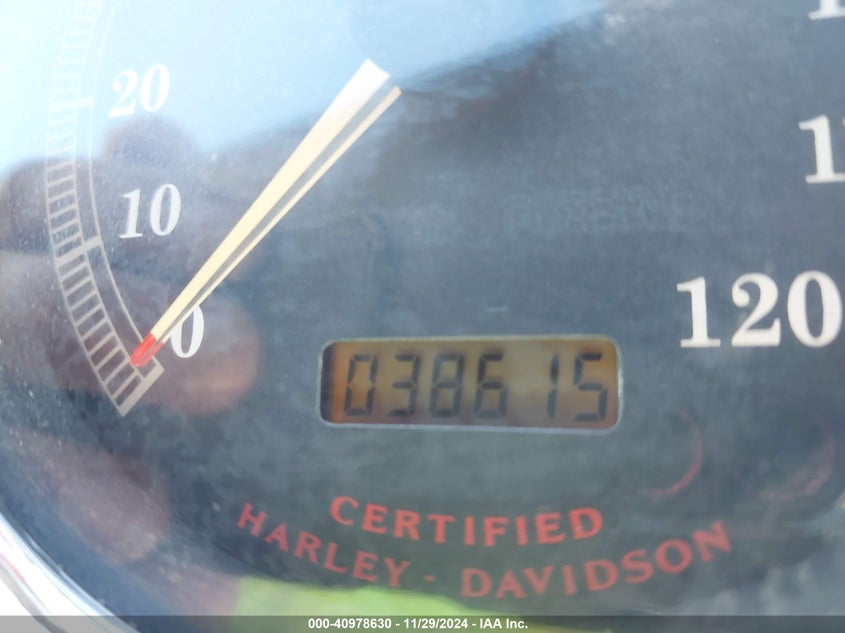 20
10
0
120
038615
CERTIFIED
HARLEY - DAVIDSON
000-40978630 - 11/29/2024 - IAA Inc.